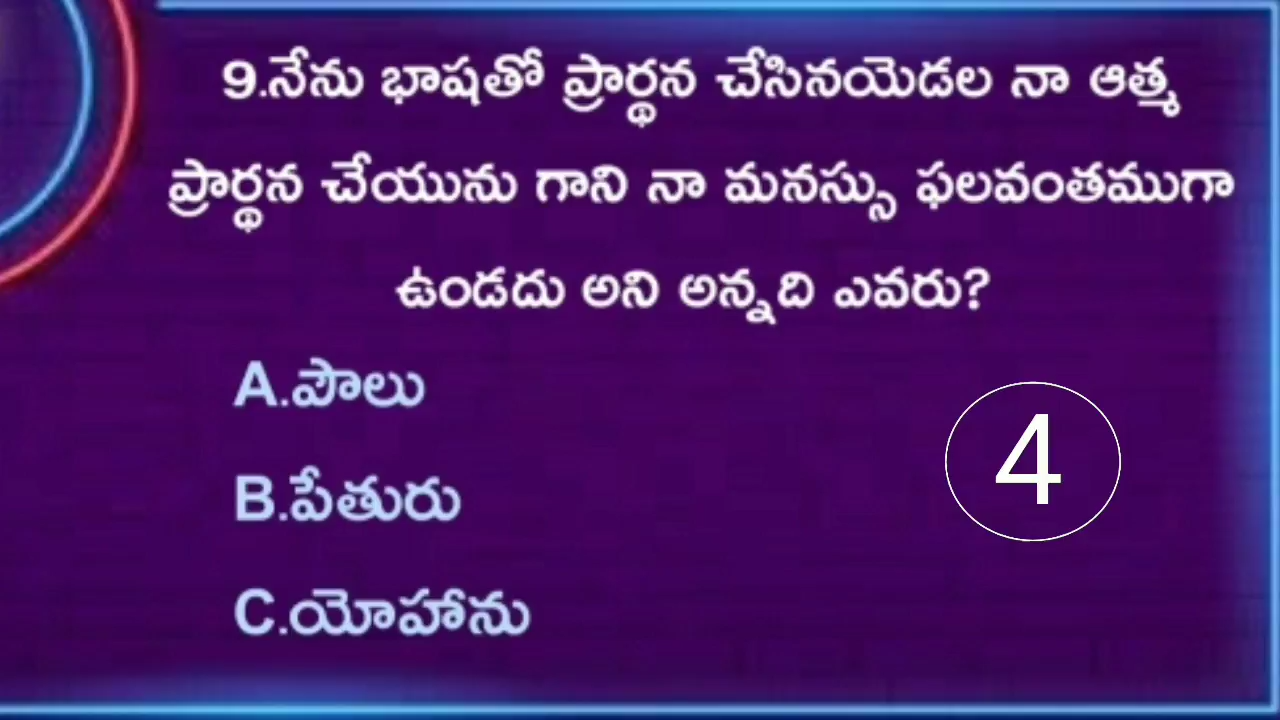 9.నేను భాషతో ప్రార్థన చేసినయెడల నా ఆత్మ
ప్రార్థన చేయును గాని నా మనస్సు ఫలవంతముగా
ఉండదు అని అన్నది ఎవరు?
A.పౌలు
B.పేతురు
4
C.యోహాను